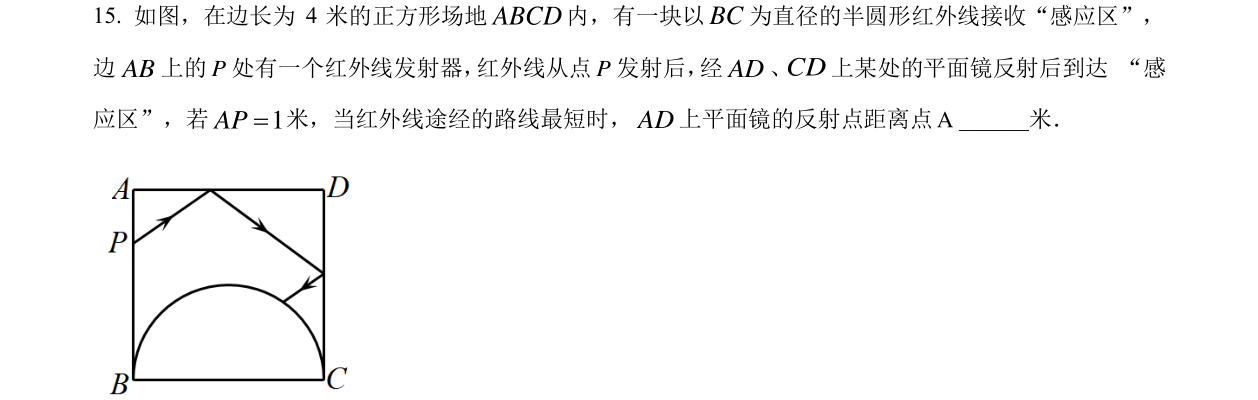 15. 如图，在边长为 4 米的正方形场地 ABCD 内，有一块以 BC 为直径的半圆形红外线接收“感应区”，
边 AB 上的 P 处有一个红外线发射器，红外线从点 P 发射后，经 AD 、CD 上某处的平面镜反射后到达 “感
应区”，若 AP =1米，当红外线途经的路线最短时， AD 上平面镜的反射点距离点 A ______米．
A D
P
B C